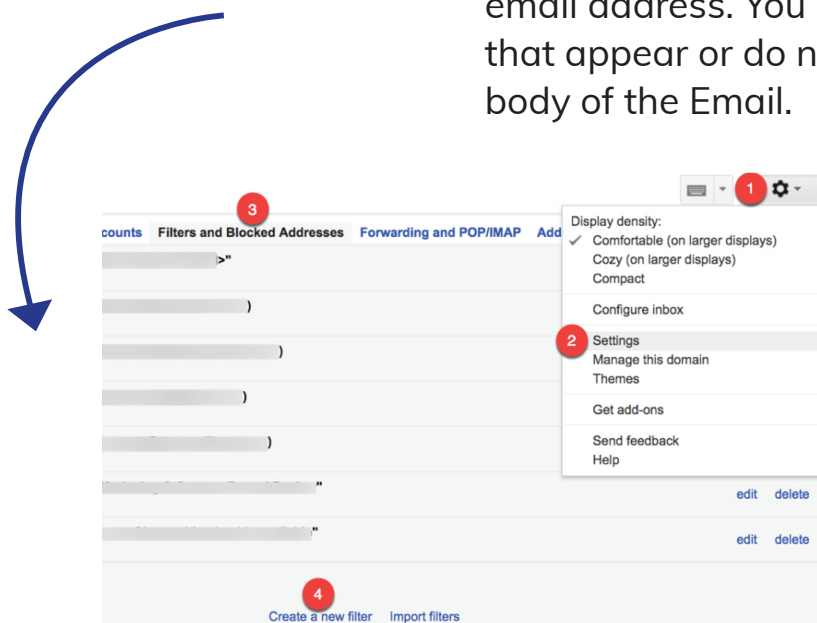 email address. You
that appear or do n
body of the Email.
1
3
counts Filters and Blocked Addresses Forwarding and POP/IMAP Add
Display density:
✓ Comfortable (on larger displays)
Cozy (on larger displays)
Compact
Configure inbox
2 Settings
Manage this domain
Themes
Get add-ons
Send feedback
Help
>"
)
)
)
)
"
edit delete
"
edit delete
4
Create a new filter Import filters